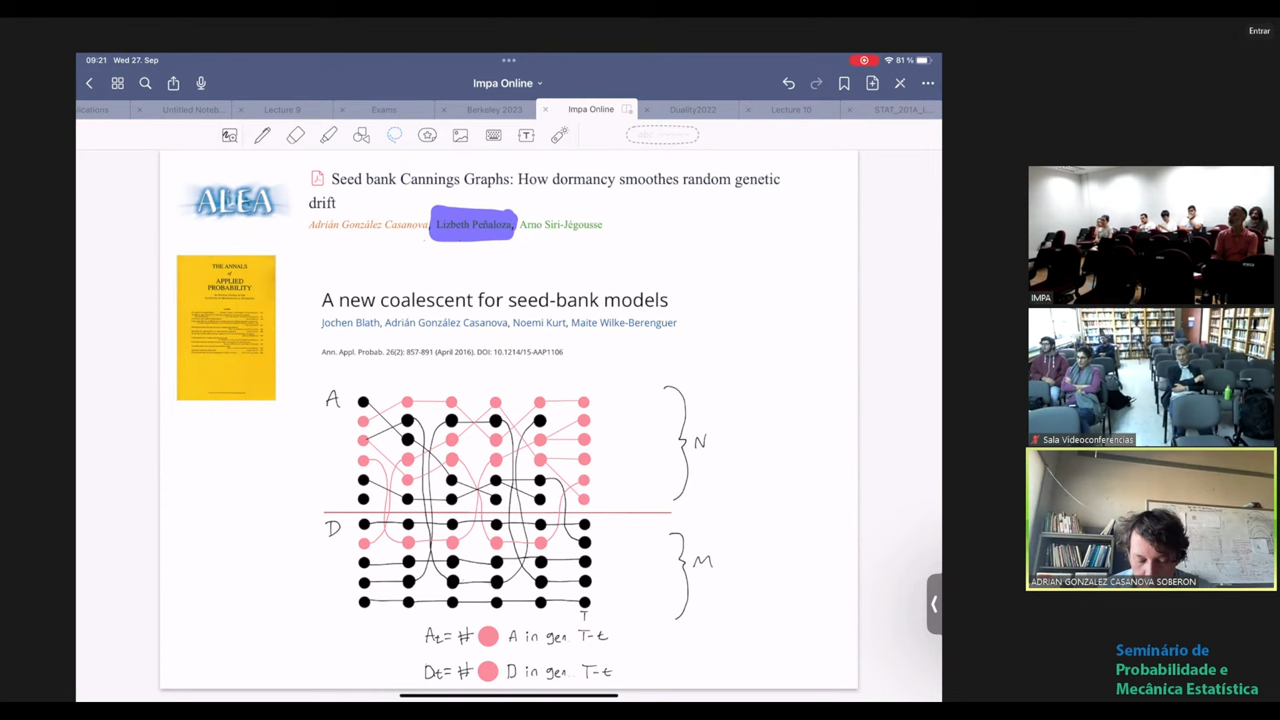 Entrar
09:21 Wed 27. Sep
81 %
Impa Online
plications
Untitled Noteb...
Lecture 9
Exams
Berkeley 2023
Impa Online
Duality2022
Lecture 10
STAT_201A_L...
ALEA
Seed bank Cannings Graphs: How dormancy smoothes random genetic
drift
Adrián González Casanova, Lizbeth Peñaloza, Arno Siri-Jégousse
THE ANNALS
of
APPLIED
PROBABILITY
A new coalescent for seed-bank models
Jochen Blath, Adrián González Casanova, Noemi Kurt, Maite Wilke-Berenguer
Ann. Appl. Probab. 26(2): 857-891 (April 2016). DOI: 10.1214/15-AAP1106
A
N
D
M
T
At = # A in gen. T-t
Dt = # D in gen. T-t
IMPA
Sala Videoconferências
ADRIAN GONZALEZ CASANOVA SOBERON
Seminário de
Probabilidade e
Mecânica Estatística